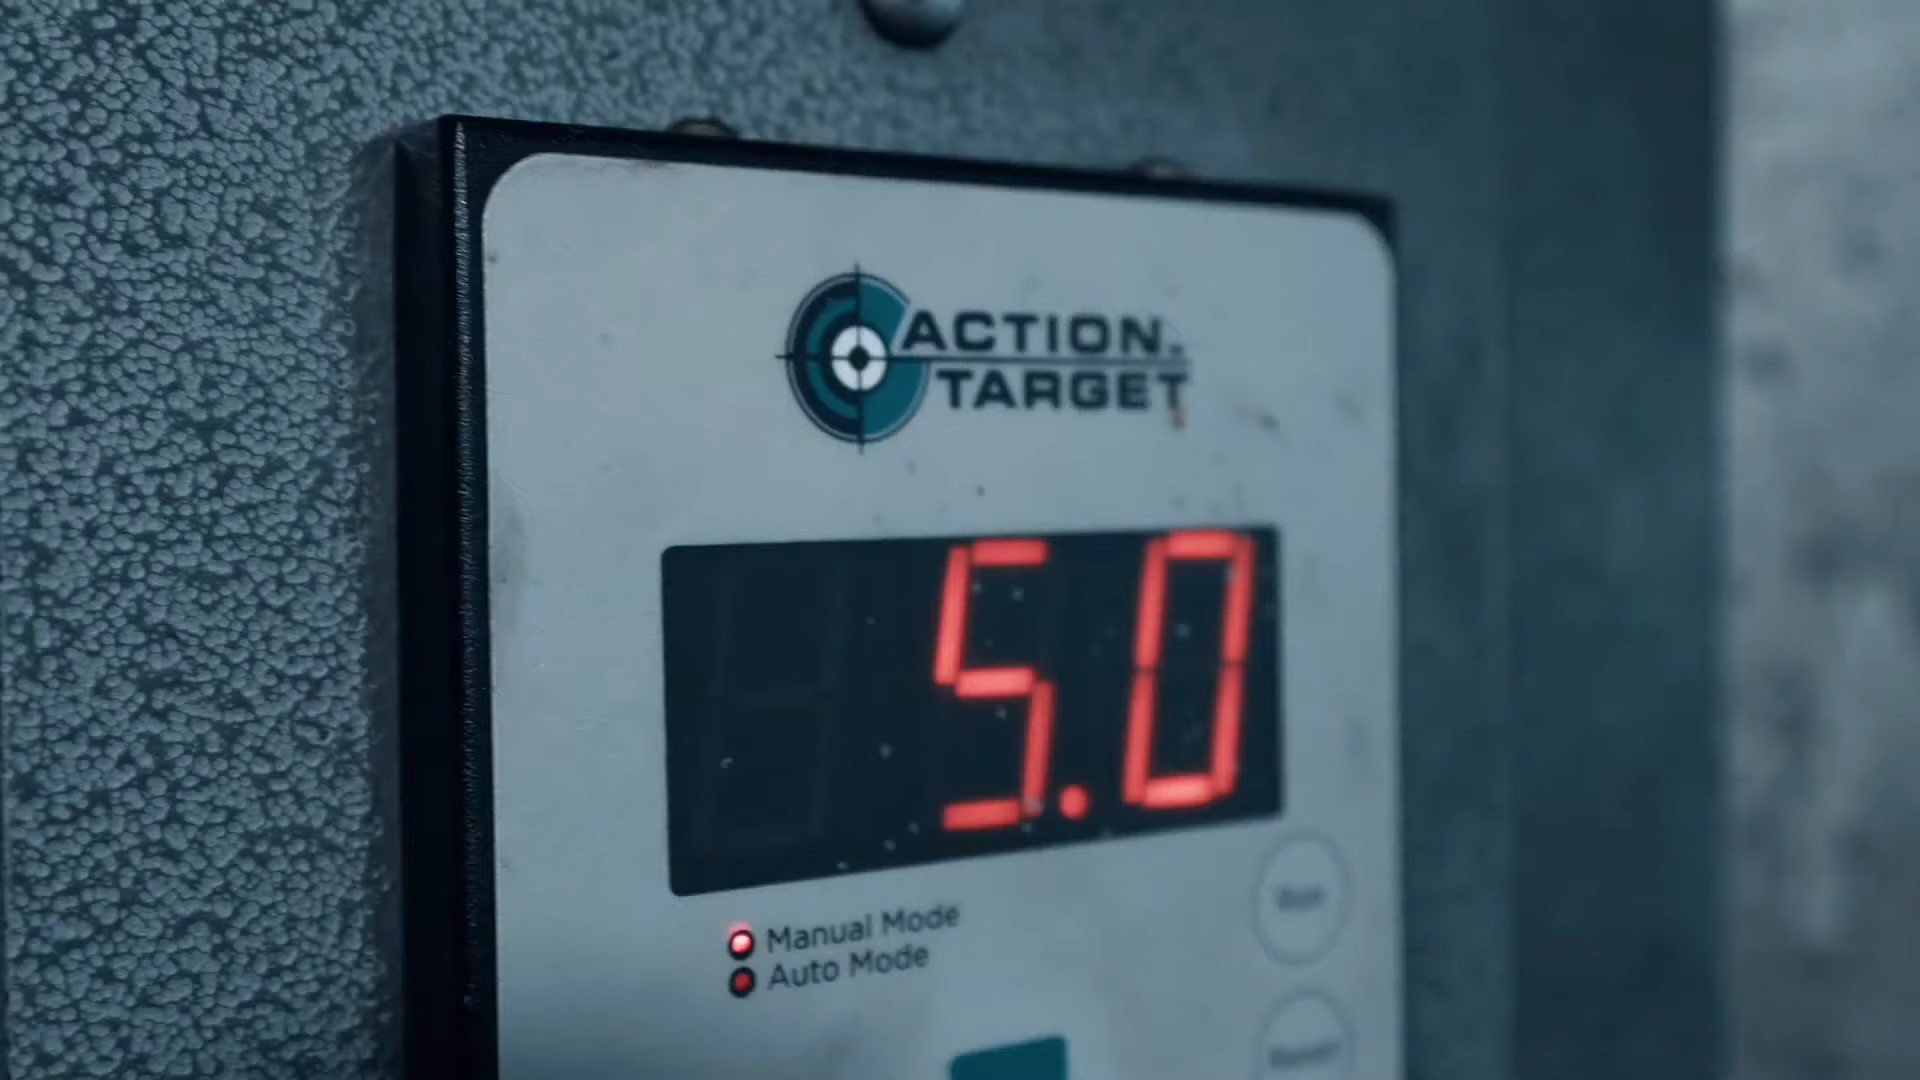 ACTION
TARGET
5.0
Manual Mode
Auto Mode